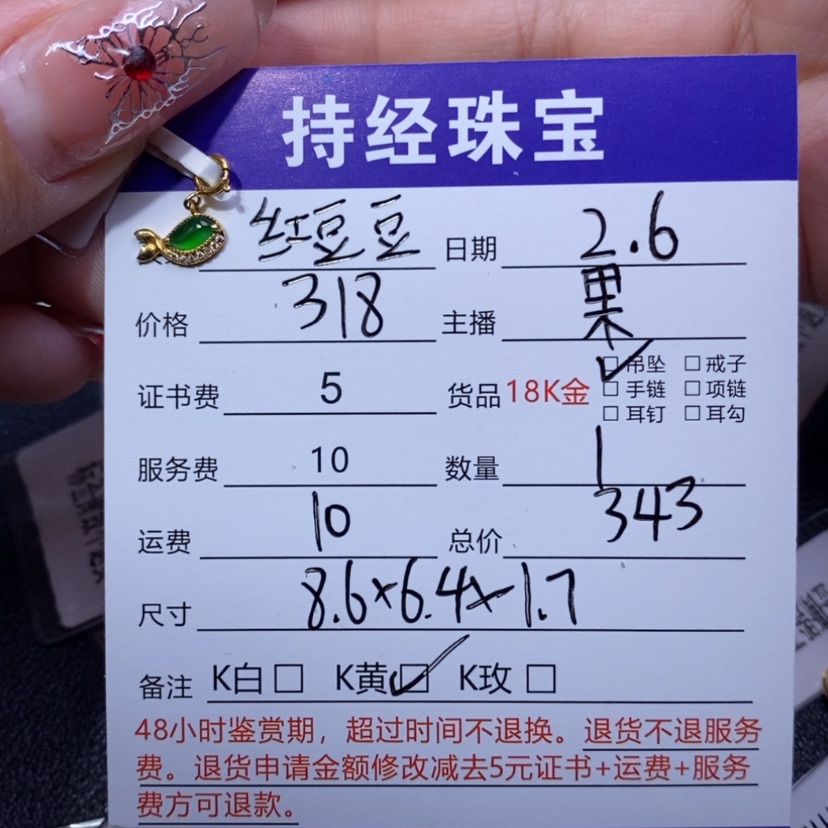 持经珠宝
红豆豆 日期 2.6
价格 318 主播 果
证书费 5 货品 18K金 ☑吊坠 □戒子
□手链 □项链
□耳钉 □耳勾
服务费 10 数量 1
运费 10 总价 343
尺寸 8.6×6.4×1.7
备注 K白□ K黄☑ K玫□
48小时鉴赏期，超过时间不退换。退货不退服务
费。退货申请金额修改减去5元证书+运费+服务
费方可退款。